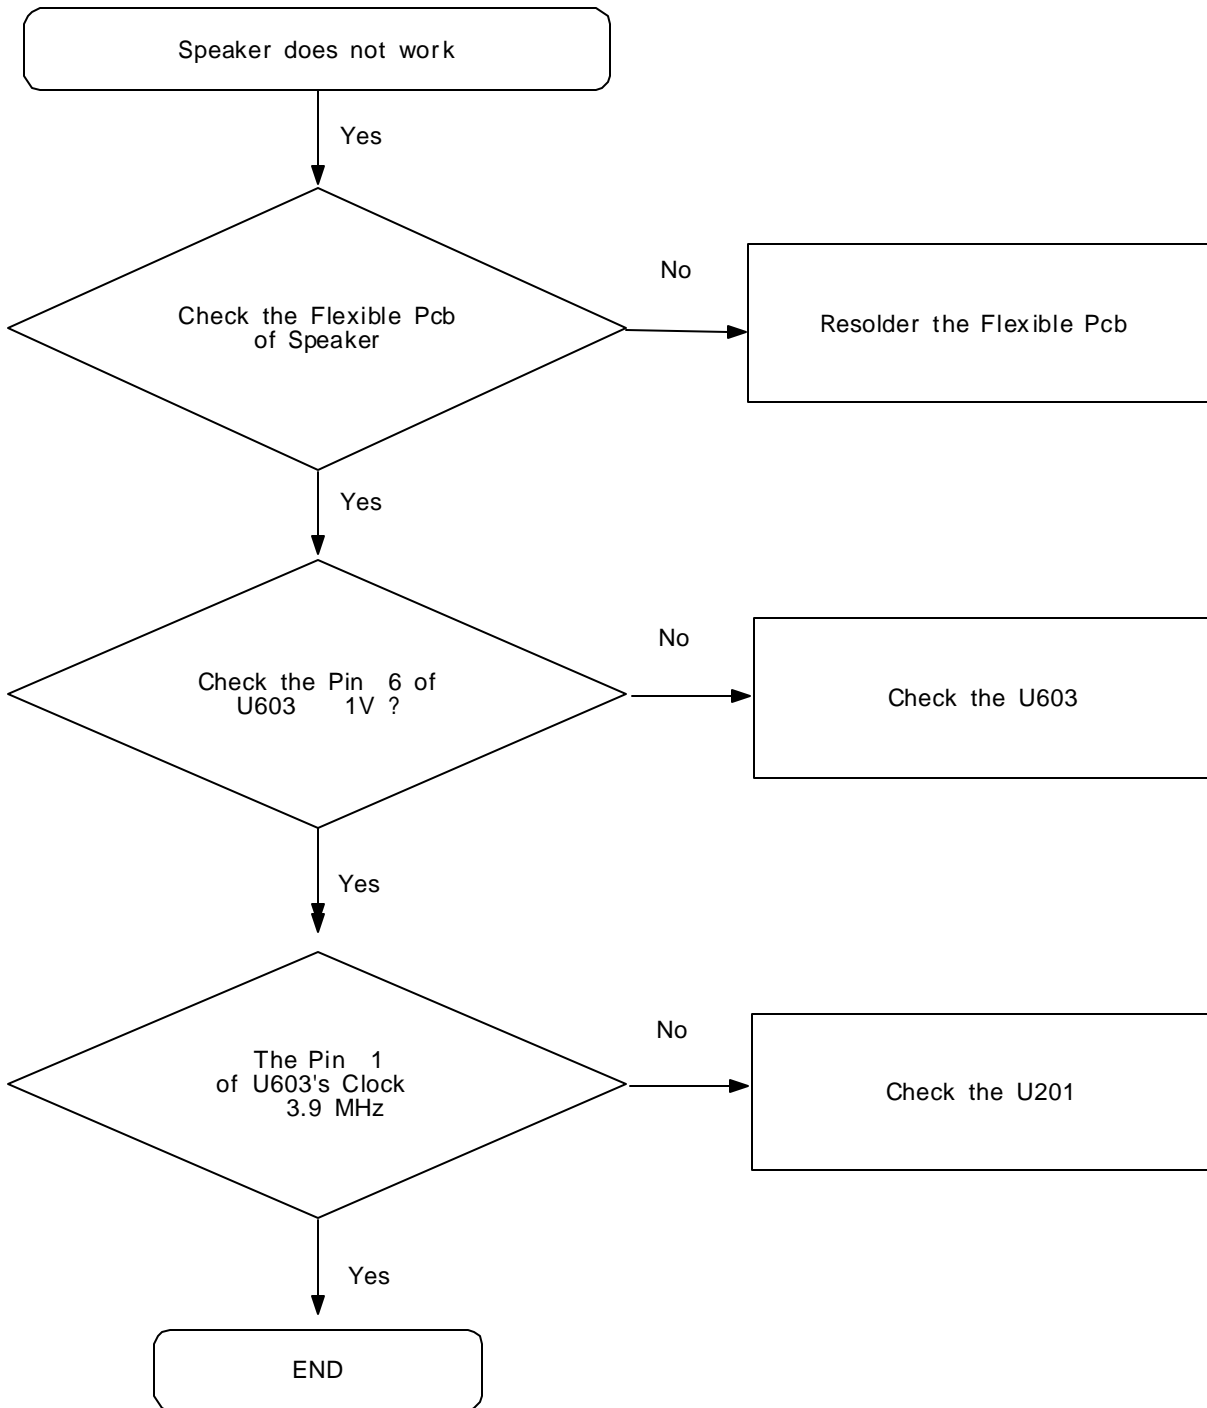 Speaker does not work
Yes
Check the Flexible Pcb
of Speaker
No
Resolder the Flexible Pcb
Yes
Check the Pin 6 of
U603 1V ?
No
Check the U603
Yes
The Pin 1
of U603's Clock
3.9 MHz
No
Check the U201
Yes
END